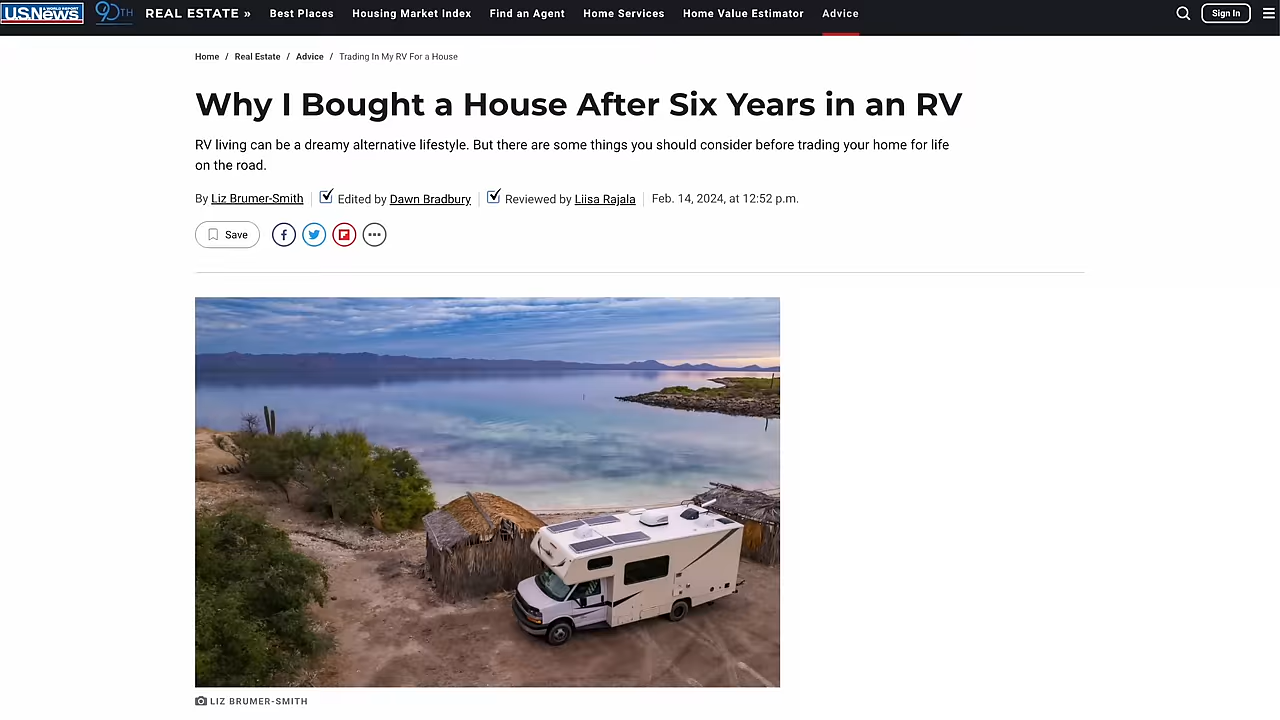 U.S. News & WORLD REPORT
90TH
REAL ESTATE »
Best Places
Housing Market Index
Find an Agent
Home Services
Home Value Estimator
Advice
Sign In
Home / Real Estate / Advice / Trading In My RV For a House
Why I Bought a House After Six Years in an RV
RV living can be a dreamy alternative lifestyle. But there are some things you should consider before trading your home for life
on the road.
By Liz Brumer-Smith Edited by Dawn Bradbury Reviewed by Liisa Rajala Feb. 14, 2024, at 12:52 p.m.
Save
LIZ BRUMER-SMITH